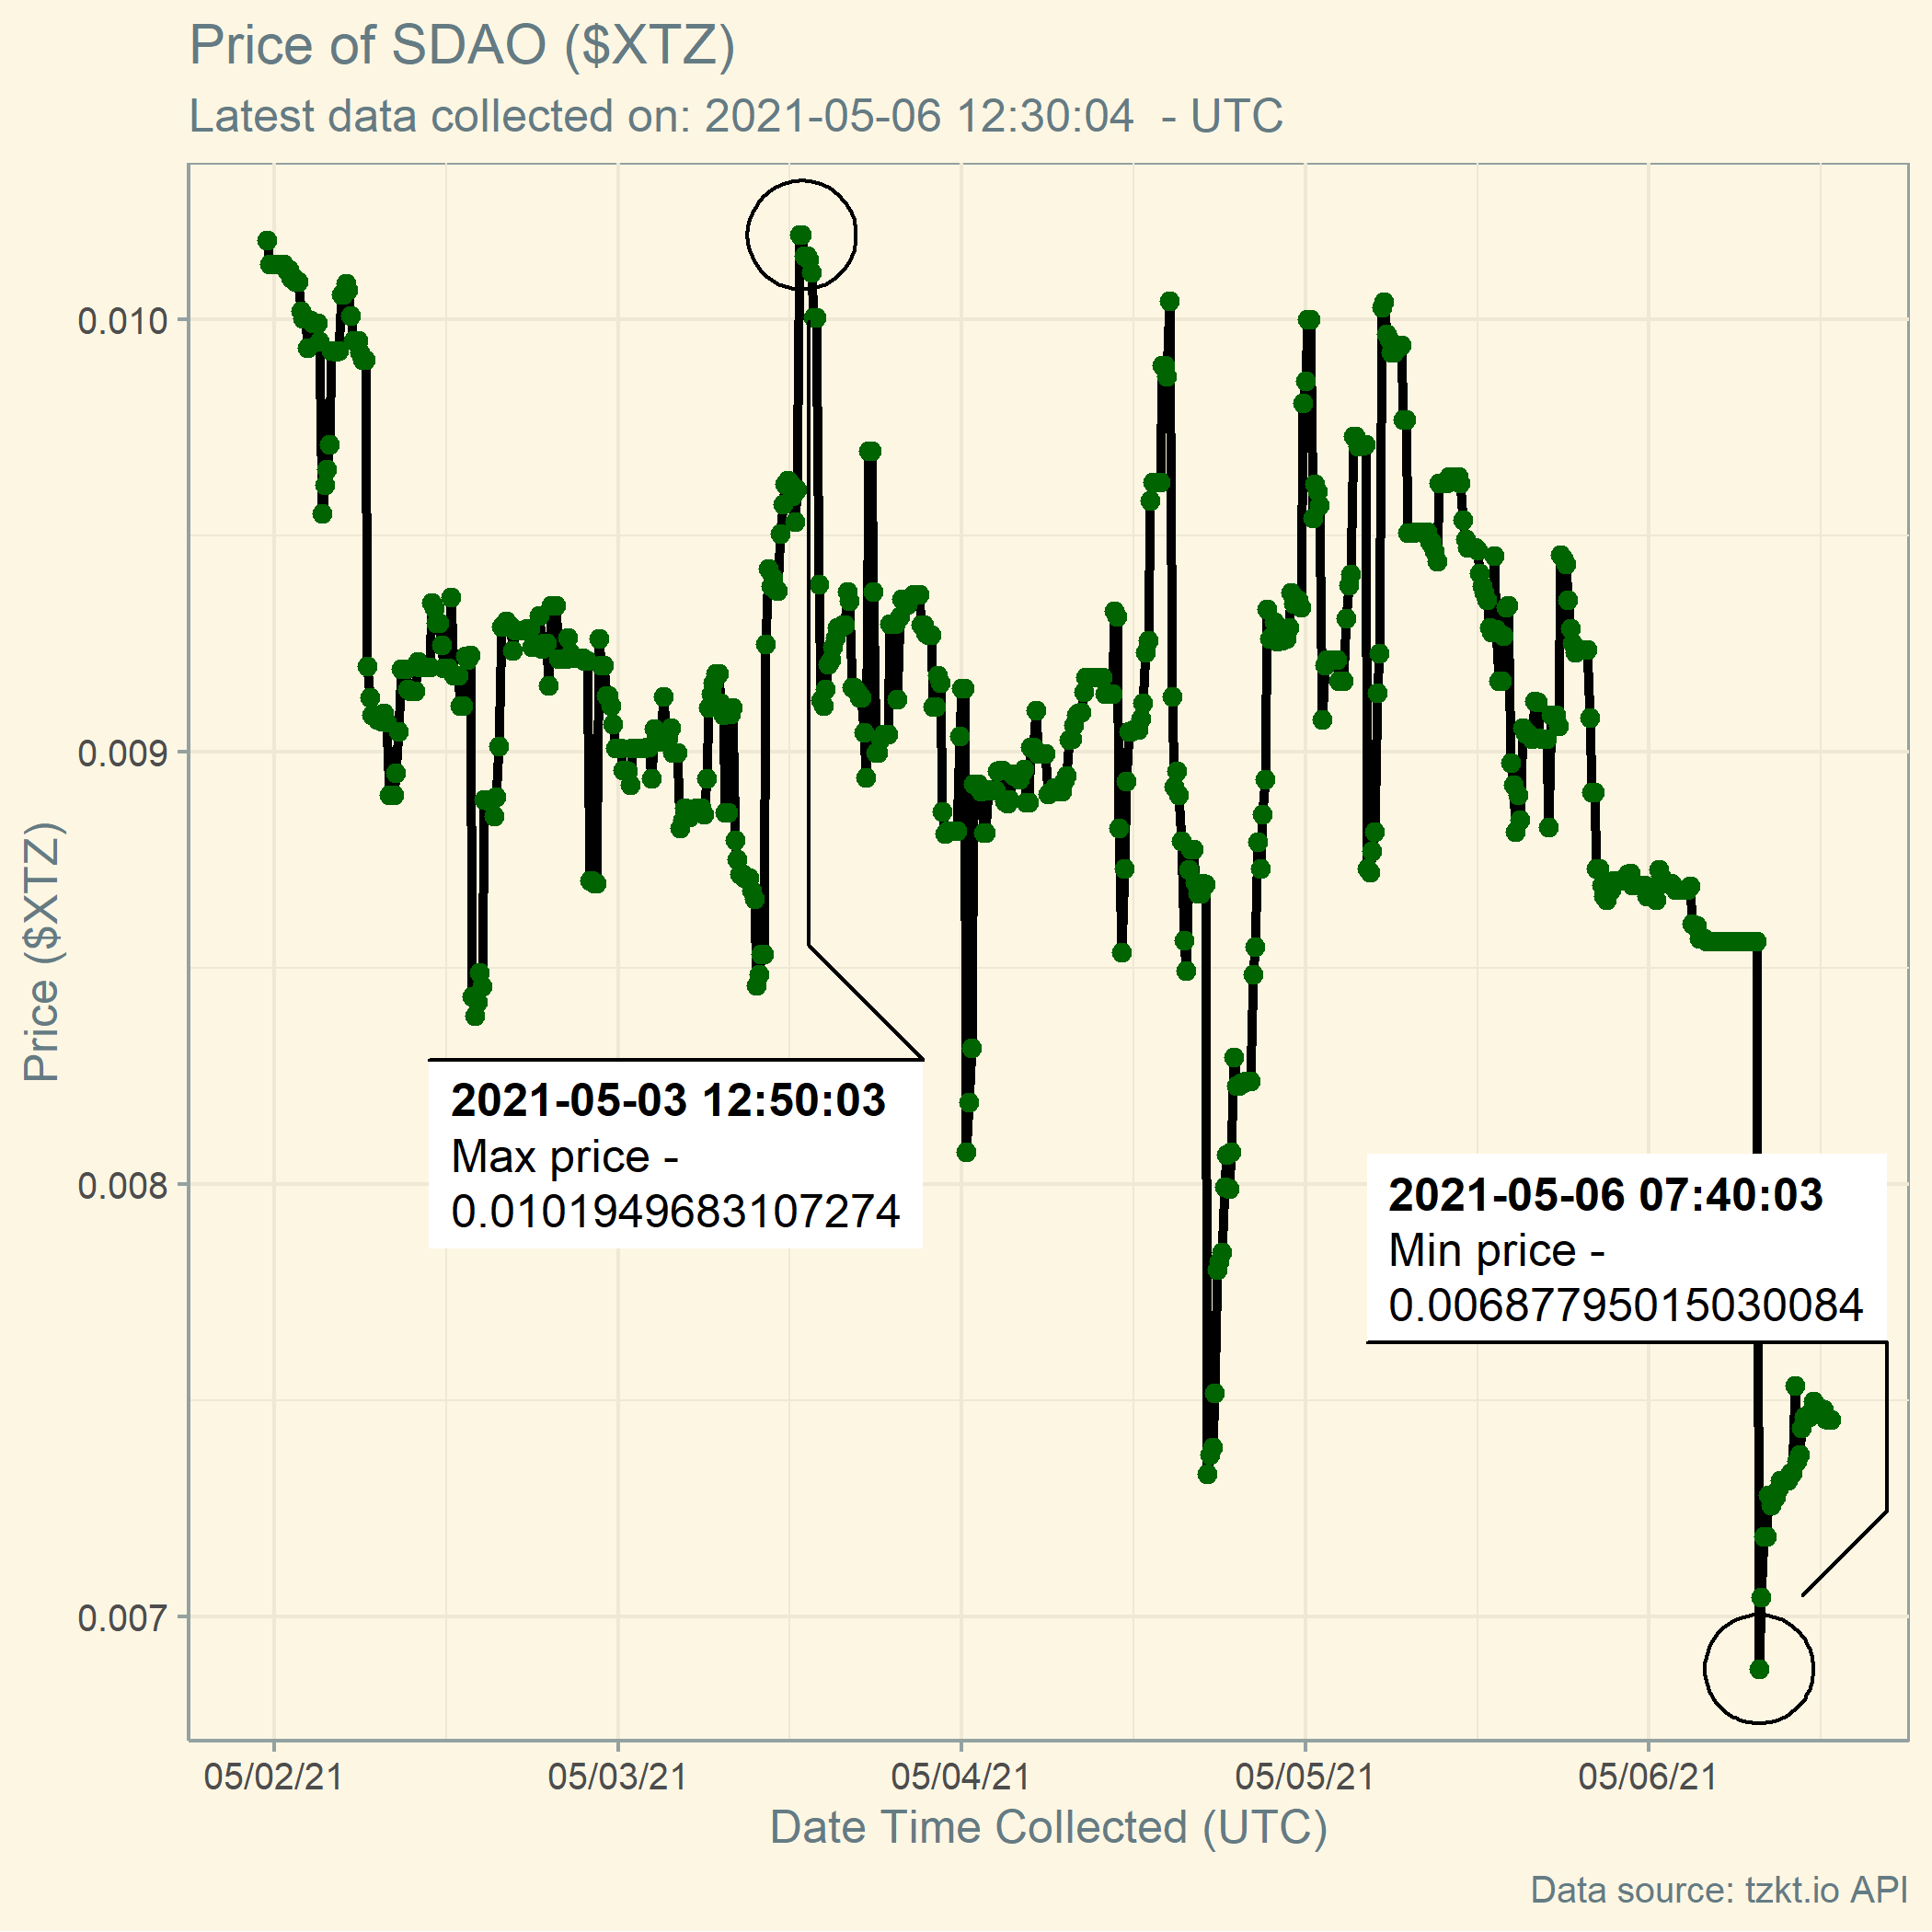 Price of SDAO ($XTZ)
Latest data collected on: 2021-05-06 12:30:04  - UTC
Price ($XTZ)
0.010
0.009
0.008
0.007
2021-05-03 12:50:03
Max price -
0.0101949683107274
2021-05-06 07:40:03
Min price -
0.00687795015030084
05/02/21
05/03/21
05/04/21
05/05/21
05/06/21
Date Time Collected (UTC)
Data source: tzkt.io API